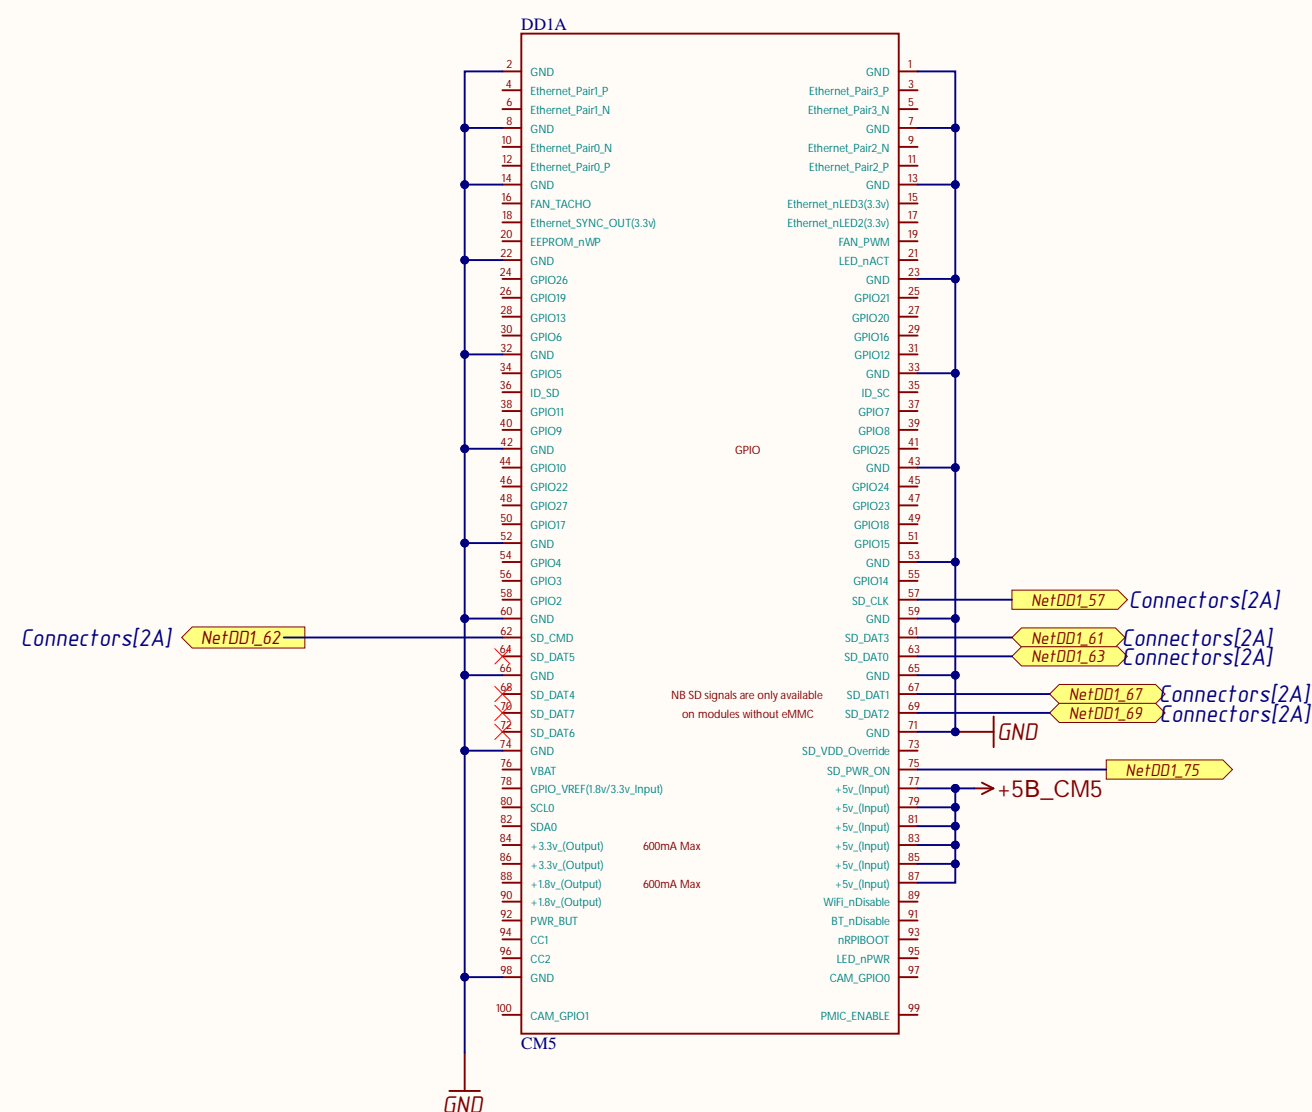 DD1A
2 GND GND 1
4 Ethernet_Pair1_P Ethernet_Pair3_P 3
6 Ethernet_Pair1_N Ethernet_Pair3_N 5
8 GND GND 7
10 Ethernet_Pair0_N Ethernet_Pair2_N 9
12 Ethernet_Pair0_P Ethernet_Pair2_P 11
14 GND GND 13
16 FAN_TACHO Ethernet_nLED3(3.3v) 15
18 Ethernet_SYNC_OUT(3.3v) Ethernet_nLED2(3.3v) 17
20 EEPROM_nWP FAN_PWM 19
22 GND LED_nACT 21
24 GPIO26 GND 23
26 GPIO19 GPIO21 25
28 GPIO13 GPIO20 27
30 GPIO6 GPIO16 29
32 GND GPIO12 31
34 GPIO5 GND 33
36 ID_SD ID_SC 35
38 GPIO11 GPIO7 37
40 GPIO9 GPIO8 39
42 GND GPIO GPIO25 41
44 GPIO10 GND 43
46 GPIO22 GPIO24 45
48 GPIO27 GPIO23 47
50 GPIO17 GPIO18 49
52 GND GPIO15 51
54 GPIO4 GND 53
56 GPIO3 GPIO14 55
58 GPIO2 SD_CLK 57 NetDD1_57 Connectors[2A]
60 GND GND 59
Connectors[2A] NetDD1_62 62 SD_CMD SD_DAT3 61 NetDD1_61 Connectors[2A]
64 SD_DAT5 SD_DAT0 63 NetDD1_63 Connectors[2A]
66 GND GND 65
68 SD_DAT4 NB SD signals are only available SD_DAT1 67 NetDD1_67 Connectors[2A]
70 SD_DAT7 on modules without eMMC SD_DAT2 69 NetDD1_69 Connectors[2A]
72 SD_DAT6 GND 71 GND
74 GND SD_VDD_Override 73
76 VBAT SD_PWR_ON 75 NetDD1_75
78 GPIO_VREF(1.8v/3.3v_Input) +5v_(Input) 77 +5B_CM5
80 SCL0 +5v_(Input) 79
82 SDA0 +5v_(Input) 81
84 +3.3v_(Output) 600mA Max +5v_(Input) 83
86 +3.3v_(Output) +5v_(Input) 85
88 +1.8v_(Output) 600mA Max +5v_(Input) 87
90 +1.8v_(Output) WiFi_nDisable 89
92 PWR_BUT BT_nDisable 91
94 CC1 nRPIBOOT 93
96 CC2 LED_nPWR 95
98 GND CAM_GPIO0 97
100 CAM_GPIO1 PMIC_ENABLE 99
CM5
GND